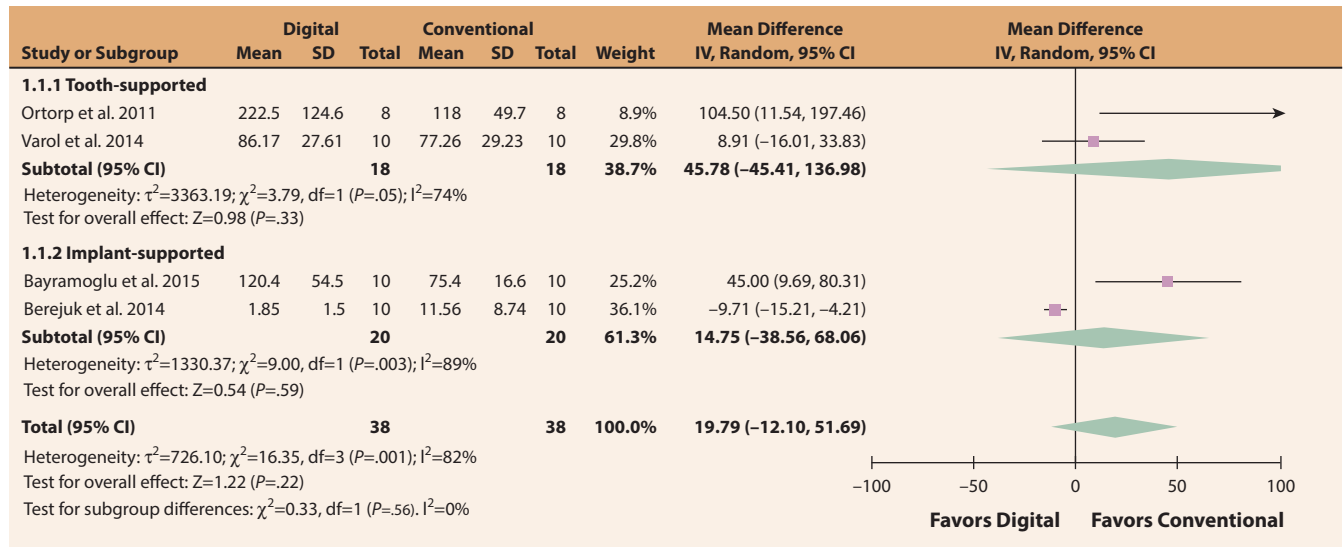 Digital Conventional Mean Difference Mean Difference
Study or Subgroup Mean SD Total Mean SD Total Weight IV, Random, 95% CI IV, Random, 95% CI
1.1.1 Tooth-supported
Ortorp et al. 2011 222.5 124.6 8 118 49.7 8 8.9% 104.50 (11.54, 197.46)
Varol et al. 2014 86.17 27.61 10 77.26 29.23 10 29.8% 8.91 (–16.01, 33.83)
Subtotal (95% CI) 18 18 38.7% 45.78 (–45.41, 136.98)
Heterogeneity: τ²=3363.19; χ²=3.79, df=1 (P=.05); I²=74%
Test for overall effect: Z=0.98 (P=.33)
1.1.2 Implant-supported
Bayramoglu et al. 2015 120.4 54.5 10 75.4 16.6 10 25.2% 45.00 (9.69, 80.31)
Berejuk et al. 2014 1.85 1.5 10 11.56 8.74 10 36.1% –9.71 (–15.21, –4.21)
Subtotal (95% CI) 20 20 61.3% 14.75 (–38.56, 68.06)
Heterogeneity: τ²=1330.37; χ²=9.00, df=1 (P=.003); I²=89%
Test for overall effect: Z=0.54 (P=.59)
Total (95% CI) 38 38 100.0% 19.79 (–12.10, 51.69)
Heterogeneity: τ²=726.10; χ²=16.35, df=3 (P=.001); I²=82%
Test for overall effect: Z=1.22 (P=.22)
Test for subgroup differences: χ²=0.33, df=1 (P=.56). I²=0%
–100 –50 0 50 100
Favors Digital Favors Conventional